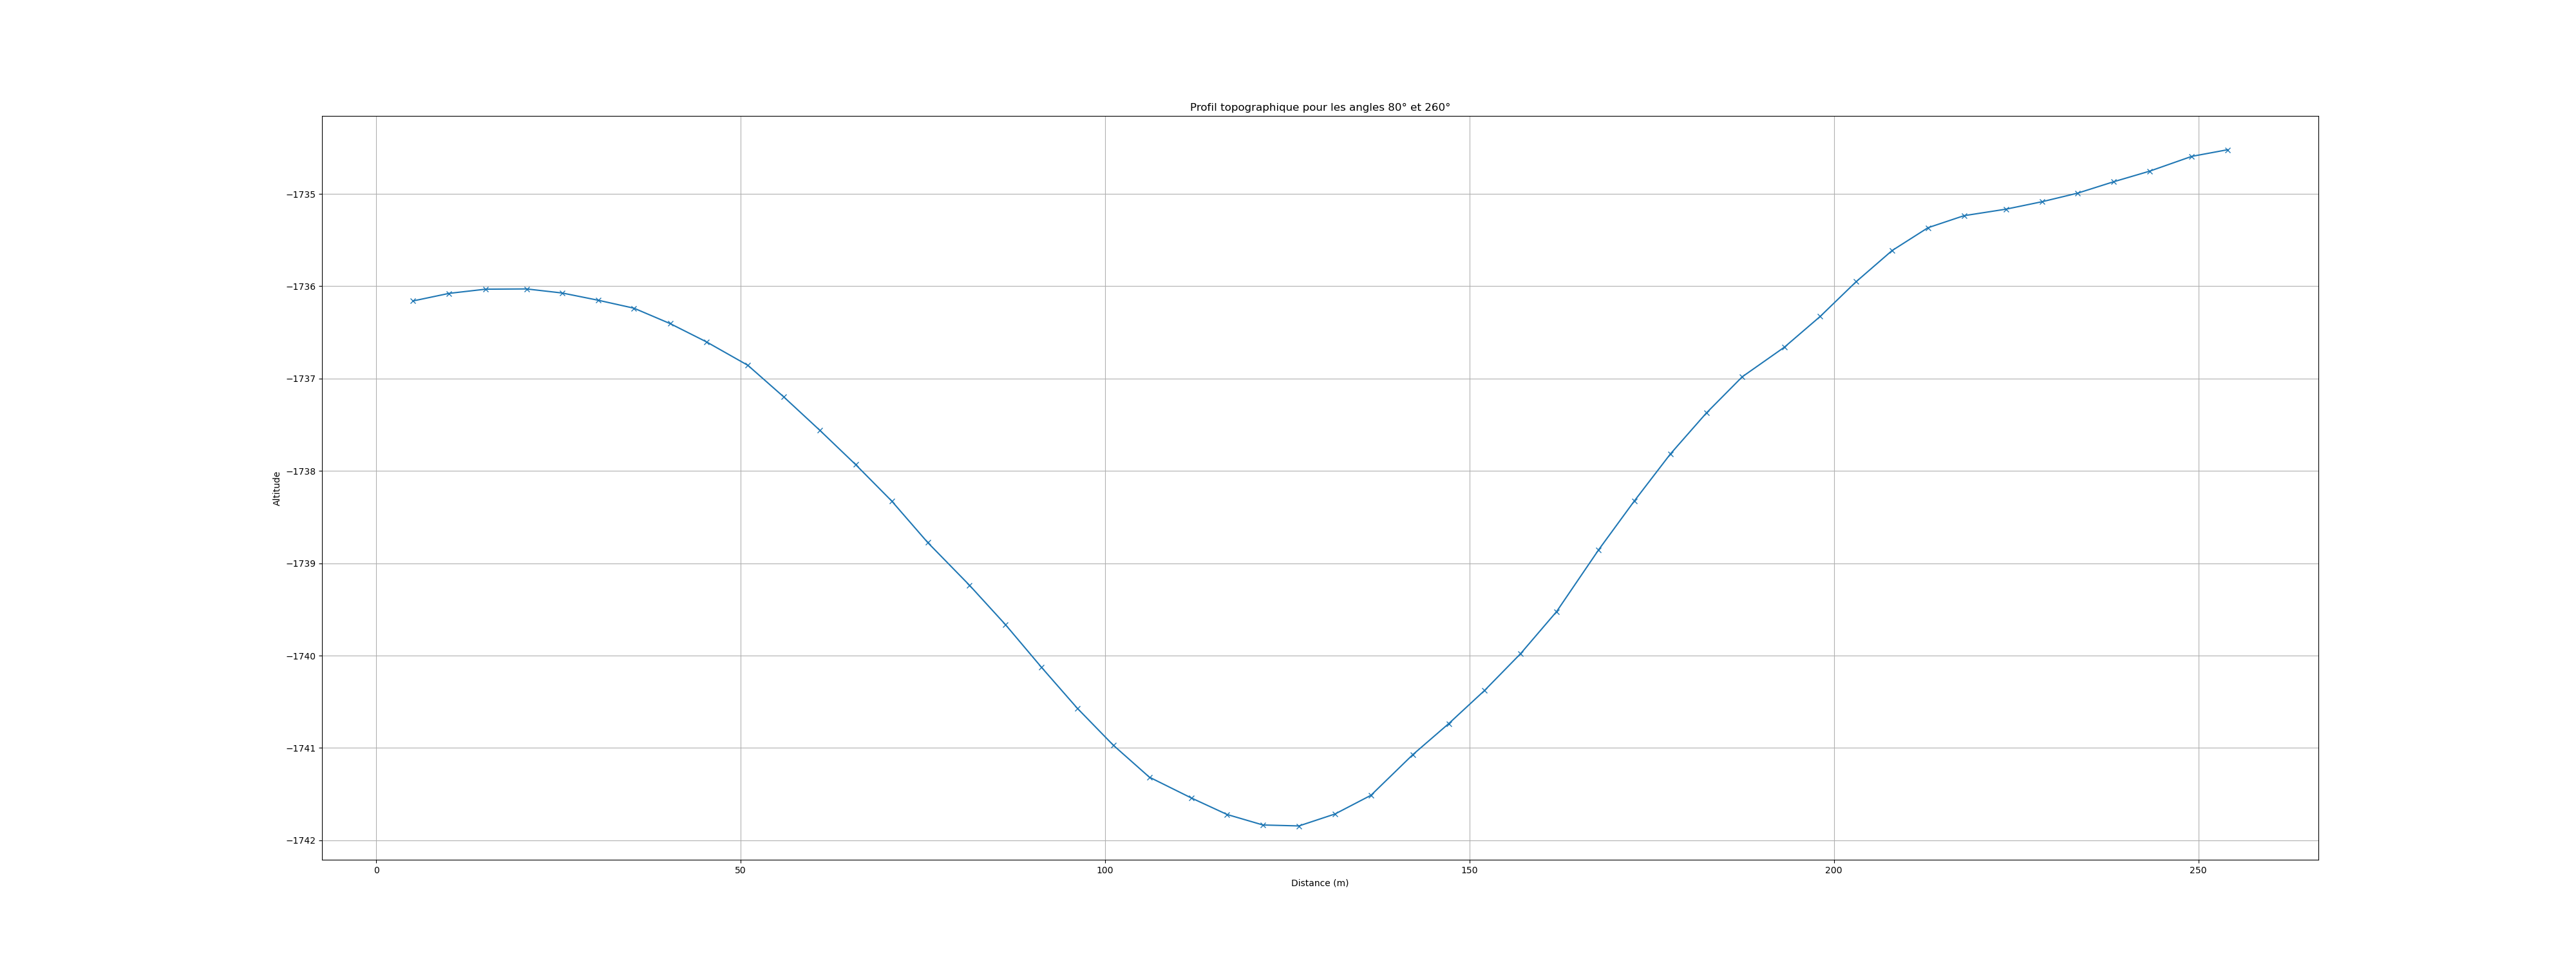 Profil topographique pour les angles 80° et 260°
−1735
−1736
−1737
−1738
−1739
−1740
−1741
−1742
Altitude
0 50 100 150 200 250
Distance (m)